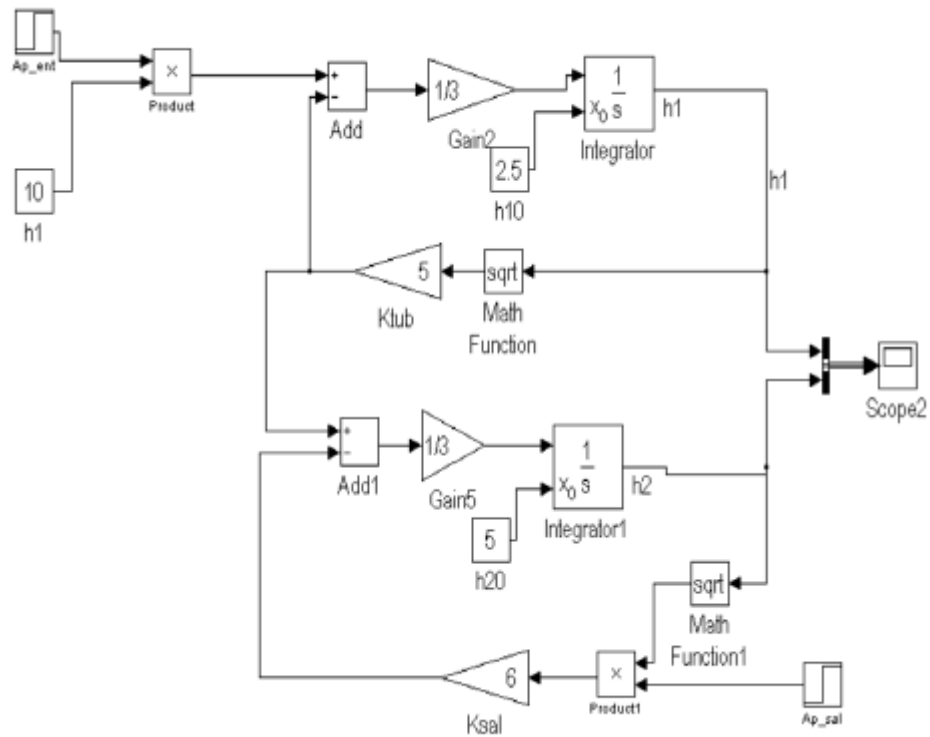 Ap_ent
×
Product
10
h1
+
−
Add
1/3
Gain2
1
s
x0
Integrator
h1
2.5
h10
h1
5
Ktub
sqrt
Math
Function
Scope2
+
−
Add1
1/3
Gain5
1
s
x0
Integrator1
h2
5
h20
sqrt
Math
Function1
6
Ksal
×
Product1
Ap_sal